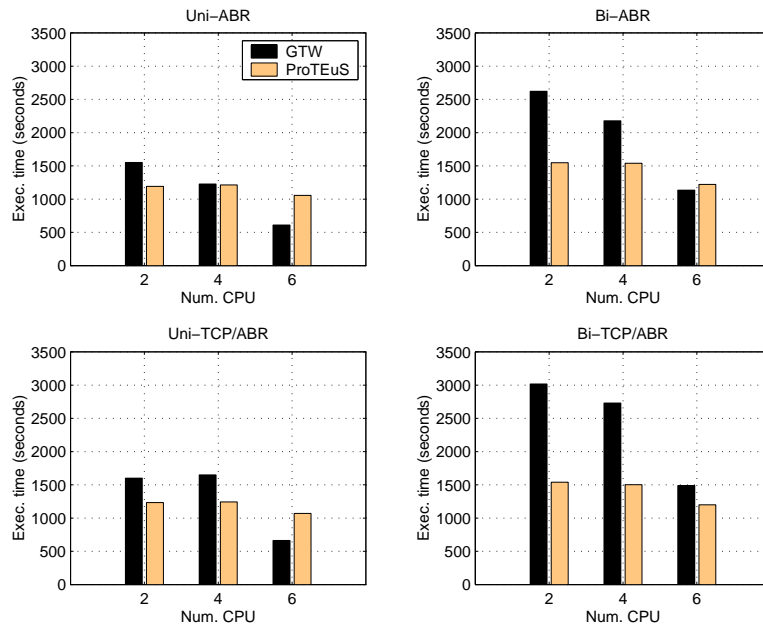 Uni−ABR
3500
3000
2500
2000
1500
1000
500
0
Exec. time (seconds)
GTW
ProTEuS
2 4 6
Num. CPU
Bi−ABR
3500
3000
2500
2000
1500
1000
500
0
Exec. time (seconds)
2 4 6
Num. CPU
Uni−TCP/ABR
3500
3000
2500
2000
1500
1000
500
0
Exec. time (seconds)
2 4 6
Num. CPU
Bi−TCP/ABR
3500
3000
2500
2000
1500
1000
500
0
Exec. time (seconds)
2 4 6
Num. CPU